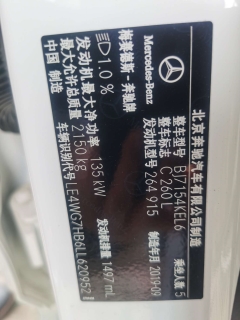 Mercedes-Benz
北京奔驰汽车有限公司制造
梅赛德斯-奔驰牌
整车型号 BJ7154KEL6 乘坐人数 5
整车标志 C 260 L
1.0 %
发动机型号 264 915 制造年月 2019-09
发动机最大净功率 135 kW 发动机排量 1497 mL
最大允许总质量 2150 kg
车辆识别代号 LE4WG7HB6LL620952
中国 制造